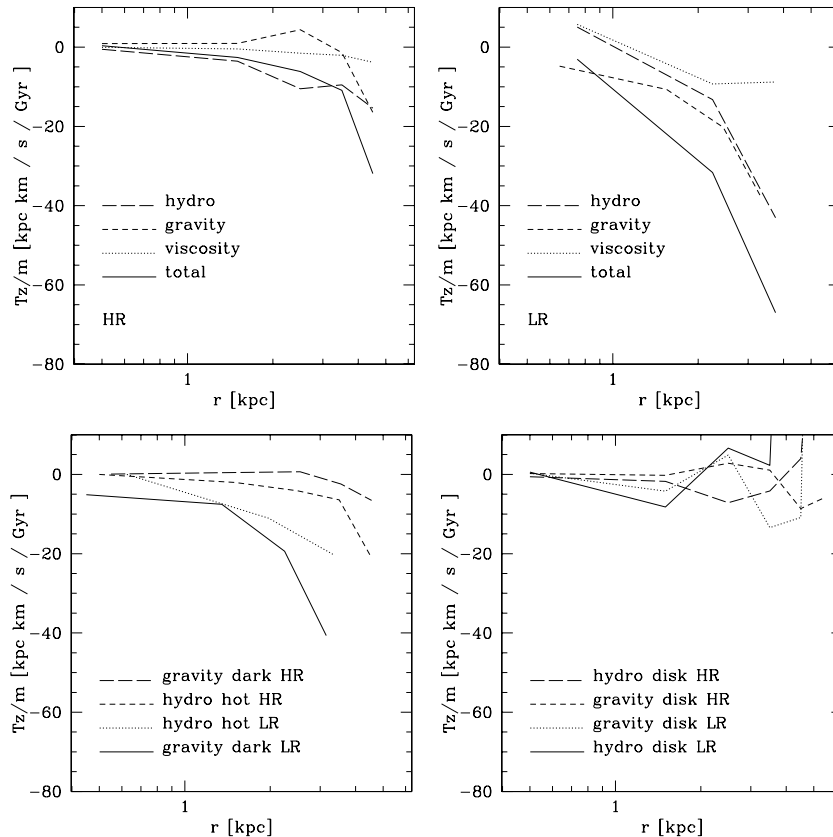 0
−20
−40
−60
−80
Tz/m [kpc km / s / Gyr ]
hydro
gravity
viscosity
total
HR
1
r [kpc]
0
−20
−40
−60
−80
Tz/m [kpc km / s / Gyr ]
hydro
gravity
viscosity
total
LR
1
r [kpc]
0
−20
−40
−60
−80
Tz/m [kpc km / s / Gyr ]
gravity dark HR
hydro hot HR
hydro hot LR
gravity dark LR
1
r [kpc]
0
−20
−40
−60
−80
Tz/m [kpc km / s / Gyr ]
hydro disk HR
gravity disk HR
gravity disk LR
hydro disk LR
1
r [kpc]